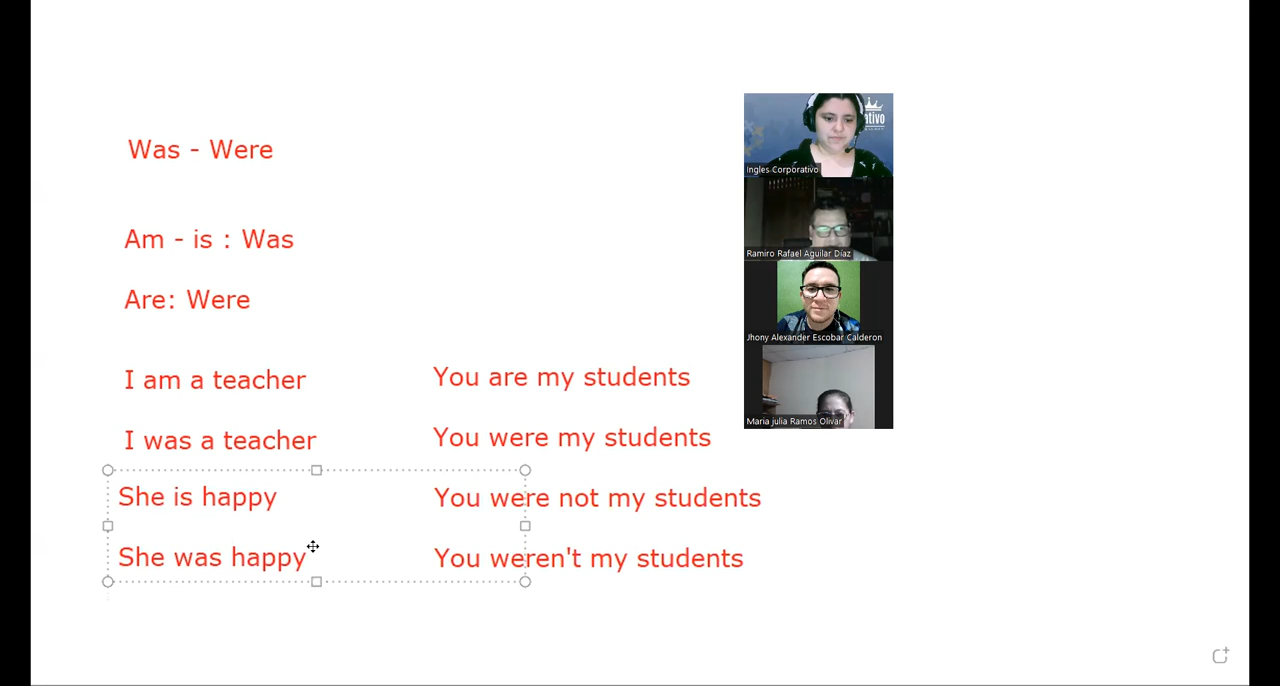 Was - Were
Am - is : Was
Are: Were
I am a teacher
I was a teacher
She is happy
She was happy
You are my students
You were my students
You were not my students
You weren't my students
ativo
Ingles Corporativo
Ramiro Rafael Aguilar Díaz
Jhony Alexander Escobar Calderon
Maria julia Ramos Olivar